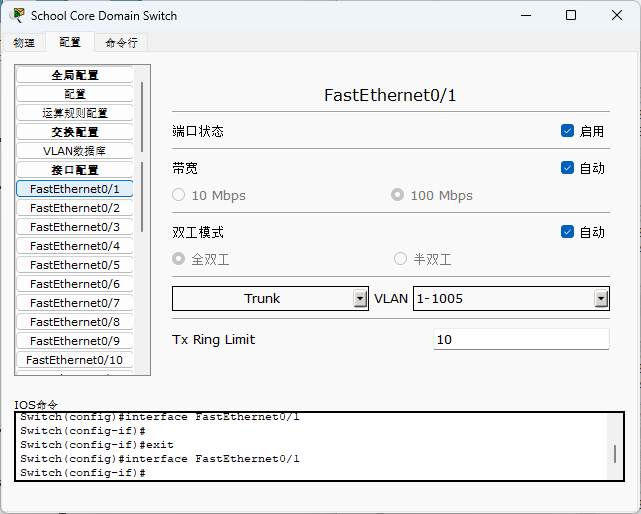 School Core Domain Switch
物理 配置 命令行
全局配置
配置
运算规则配置
交换配置
VLAN数据库
接口配置
FastEthernet0/1
FastEthernet0/2
FastEthernet0/3
FastEthernet0/4
FastEthernet0/5
FastEthernet0/6
FastEthernet0/7
FastEthernet0/8
FastEthernet0/9
FastEthernet0/10
FastEthernet0/1
端口状态 启用
带宽 自动
10 Mbps 100 Mbps
双工模式 自动
全双工 半双工
Trunk VLAN 1-1005
Tx Ring Limit 10
IOS命令
Switch(config)#interface FastEthernet0/1
Switch(config-if)#
Switch(config-if)#exit
Switch(config)#interface FastEthernet0/1
Switch(config-if)#